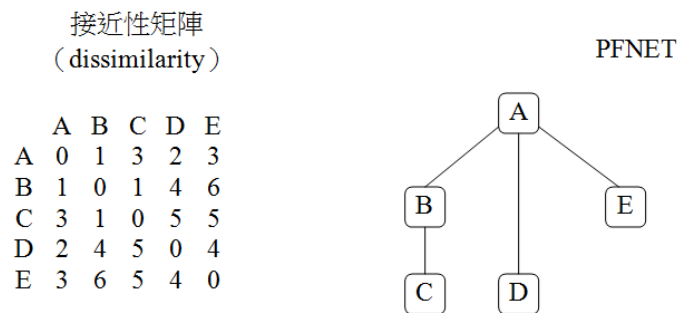 接近性矩陣
（dissimilarity）
A B C D E
A 0 1 3 2 3
B 1 0 1 4 6
C 3 1 0 5 5
D 2 4 5 0 4
E 3 6 5 4 0
PFNET
A
B E
C D